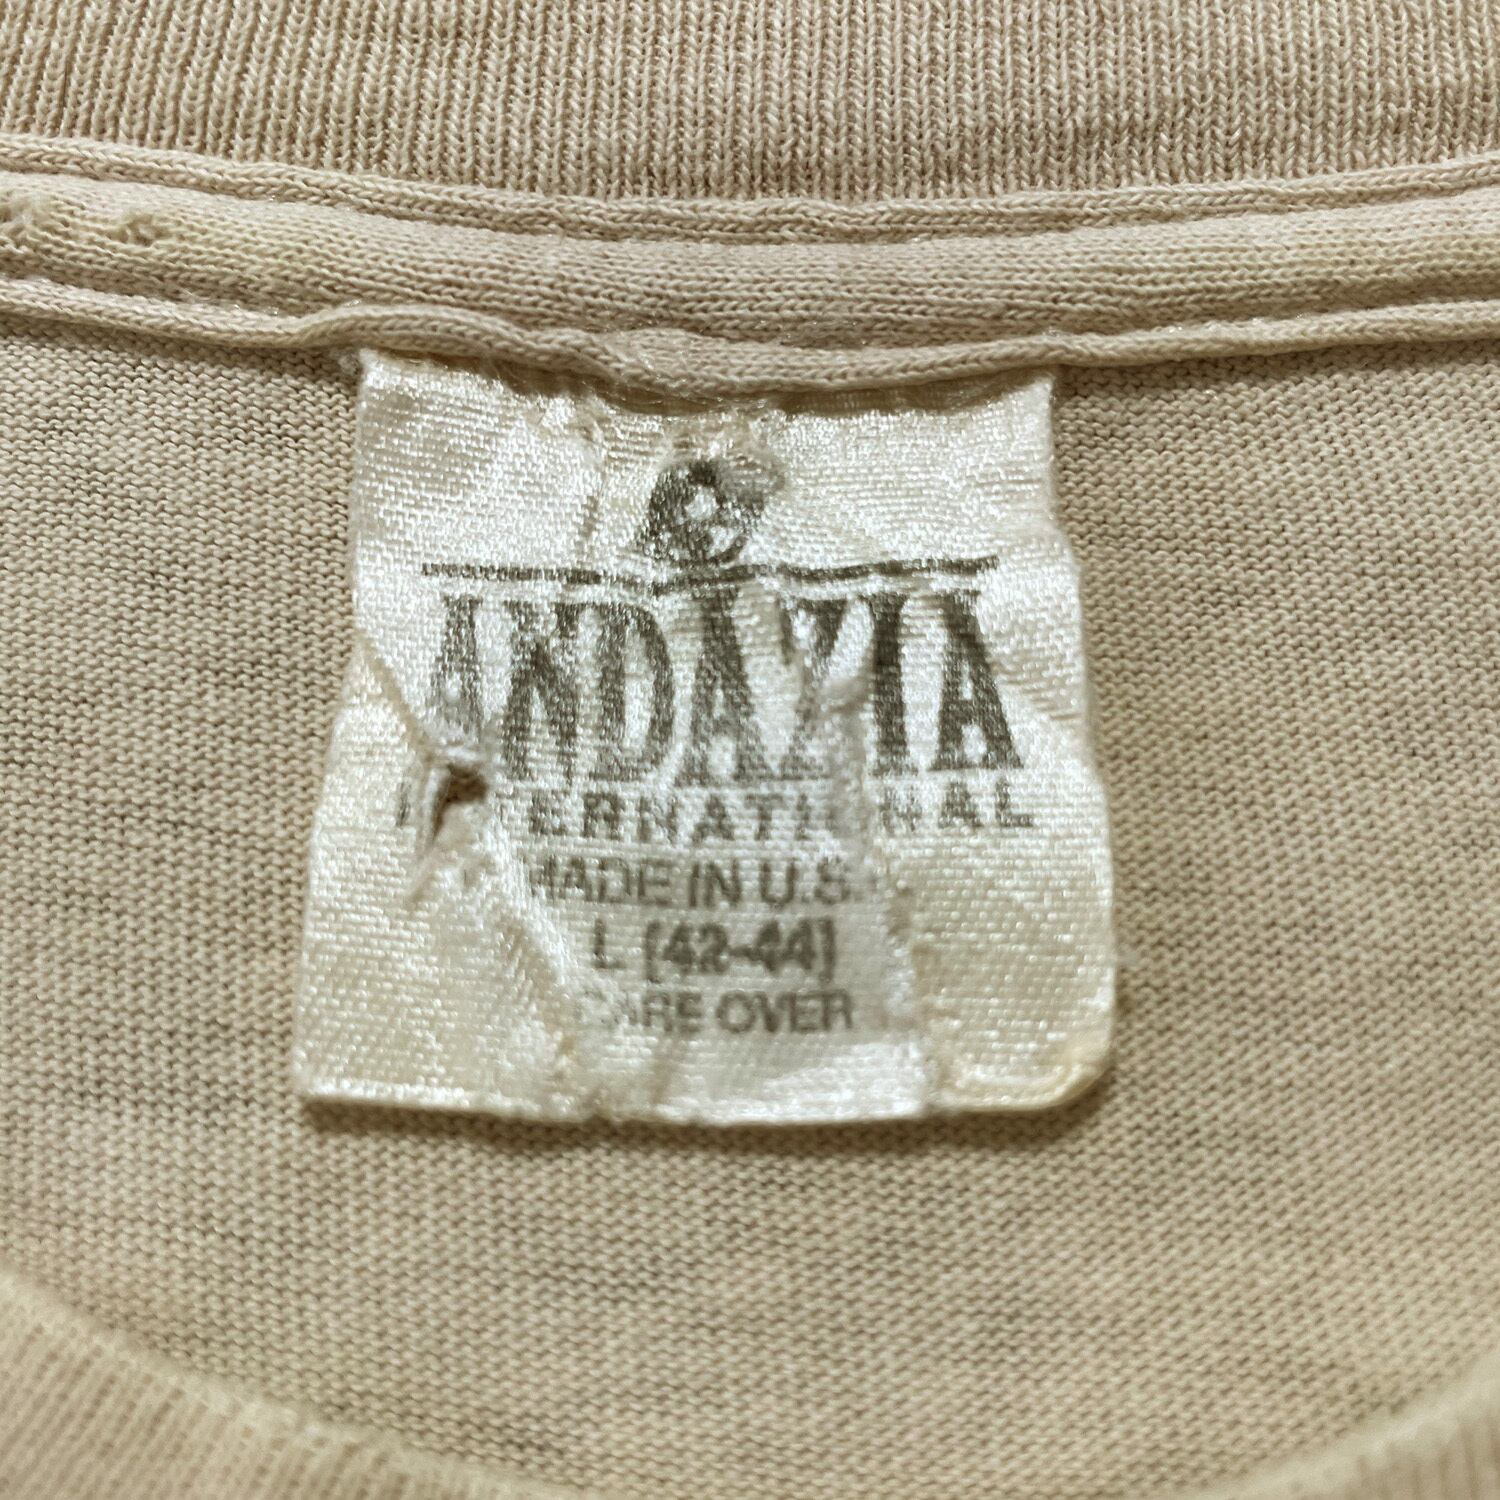 ANDAZIA
INTERNATIONAL
MADE IN U.S.
L [42-44]
CARE OVER